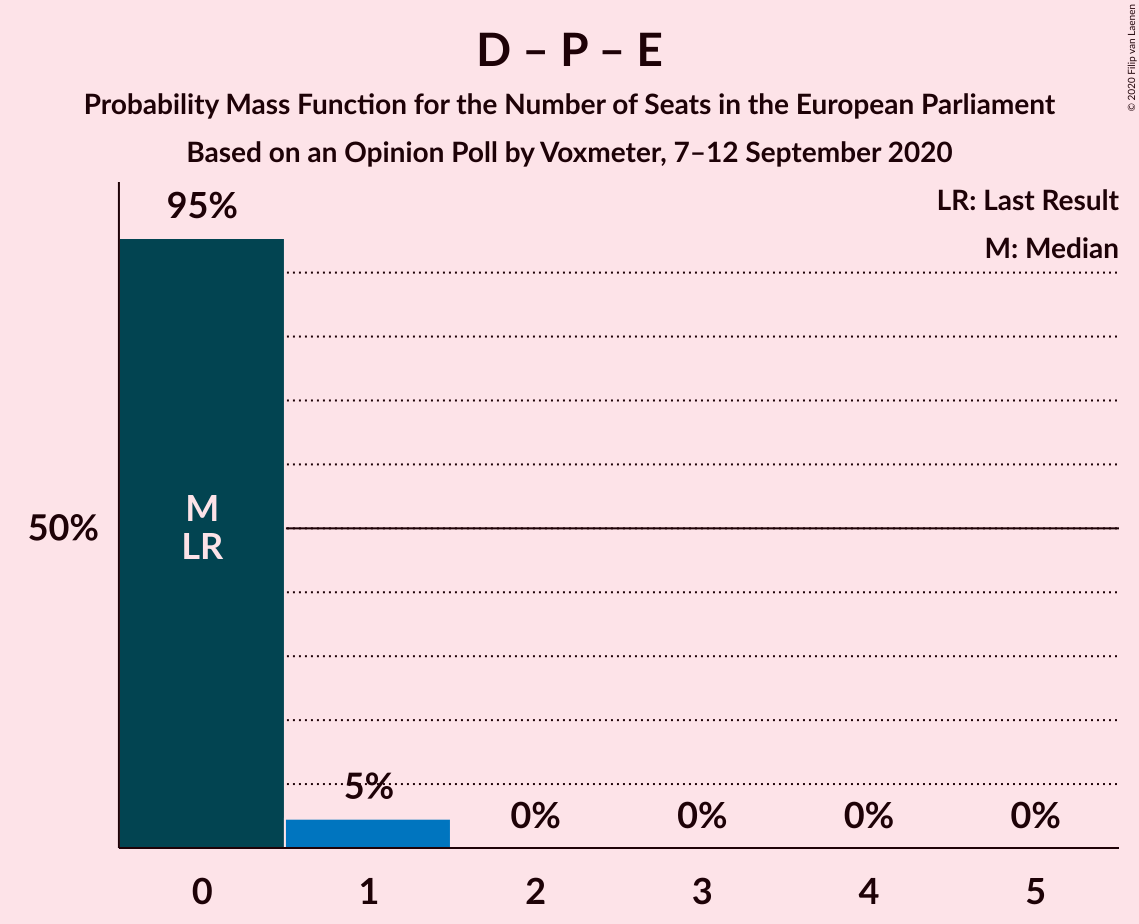 D – P – E
Probability Mass Function for the Number of Seats in the European Parliament
Based on an Opinion Poll by Voxmeter, 7–12 September 2020
© 2020 Filip van Laenen
LR: Last Result
M: Median
95%
50%
M
LR
5%
0%
0%
0%
0%
0
1
2
3
4
5